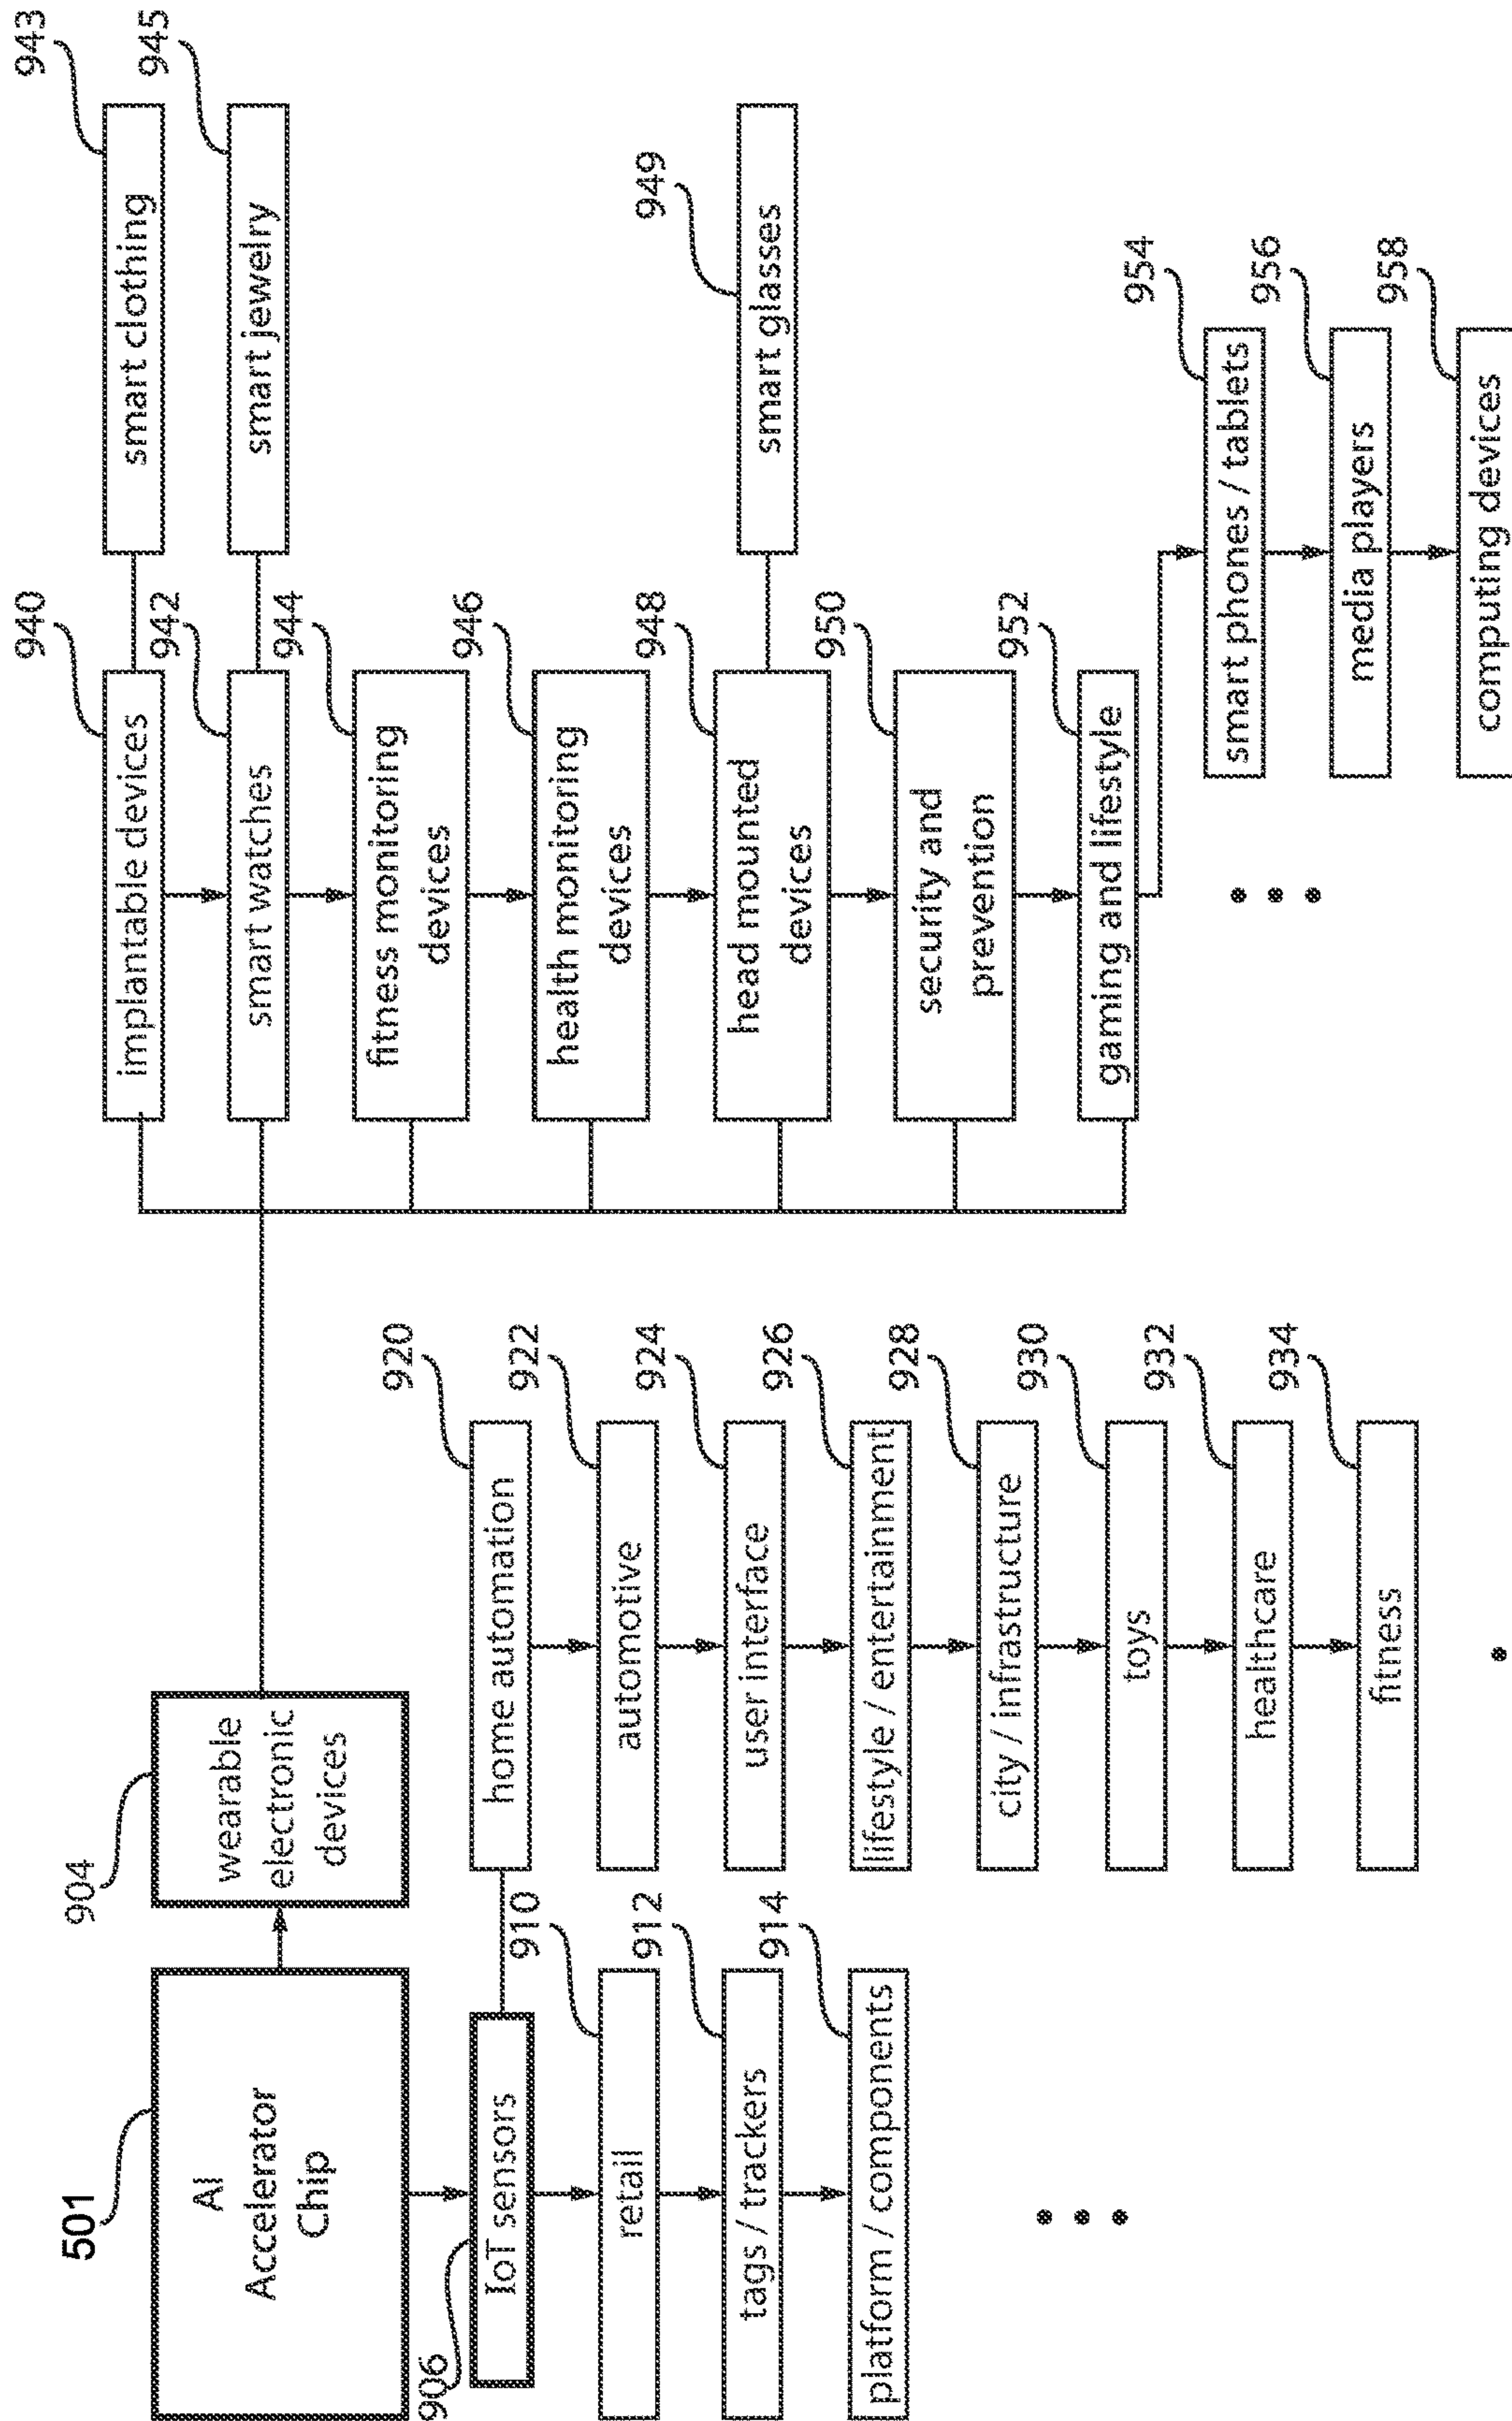 501
AI
Accelerator
Chip
904
wearable
electronic
devices
906
IoT sensors
910
retail
912
tags / trackers
914
platform / components
920
home automation
922
automotive
924
user interface
926
lifestyle / entertainment
928
city / infrastructure
930
toys
932
healthcare
934
fitness
940
implantable devices
942
smart watches
944
fitness monitoring
devices
946
health monitoring
devices
948
head mounted
devices
950
security and
prevention
952
gaming and lifestyle
943
smart clothing
945
smart jewelry
949
smart glasses
954
smart phones / tablets
956
media players
958
computing devices